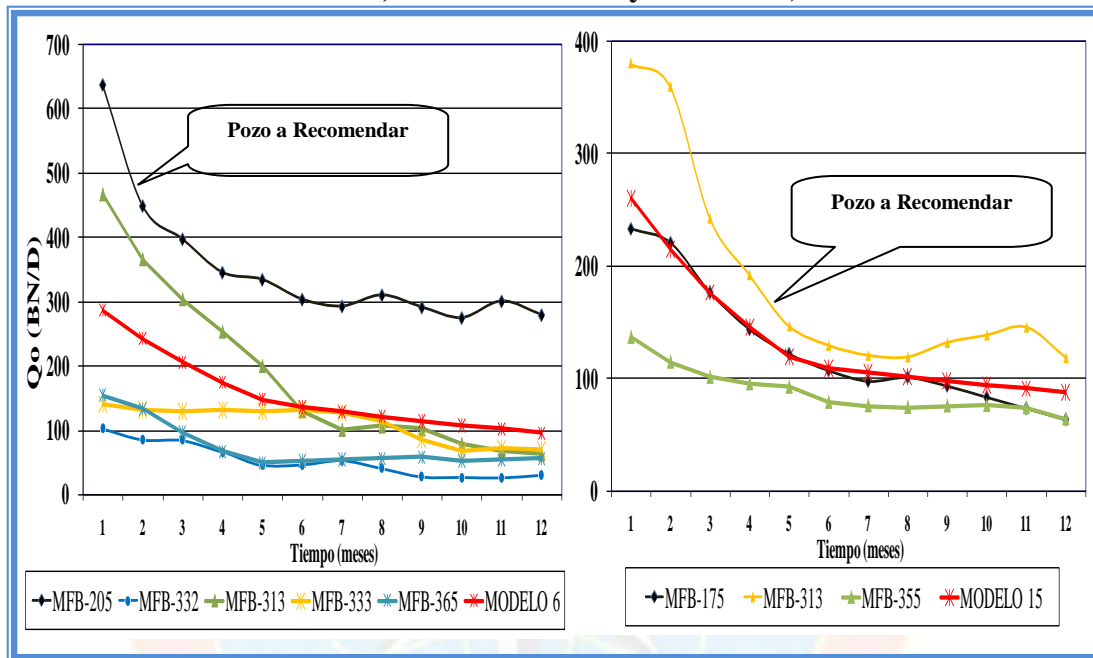 700
600
500
400
300
200
100
0
Qo (BN/D)
Pozo a Recomendar
1 2 3 4 5 6 7 8 9 10 11 12
Tiempo (meses)
MFB-205 MFB-332 MFB-313 MFB-333 MFB-365 MODELO 6
400
300
200
100
0
Pozo a Recomendar
1 2 3 4 5 6 7 8 9 10 11 12
Tiempo (meses)
MFB-175 MFB-313 MFB-355 MODELO 15